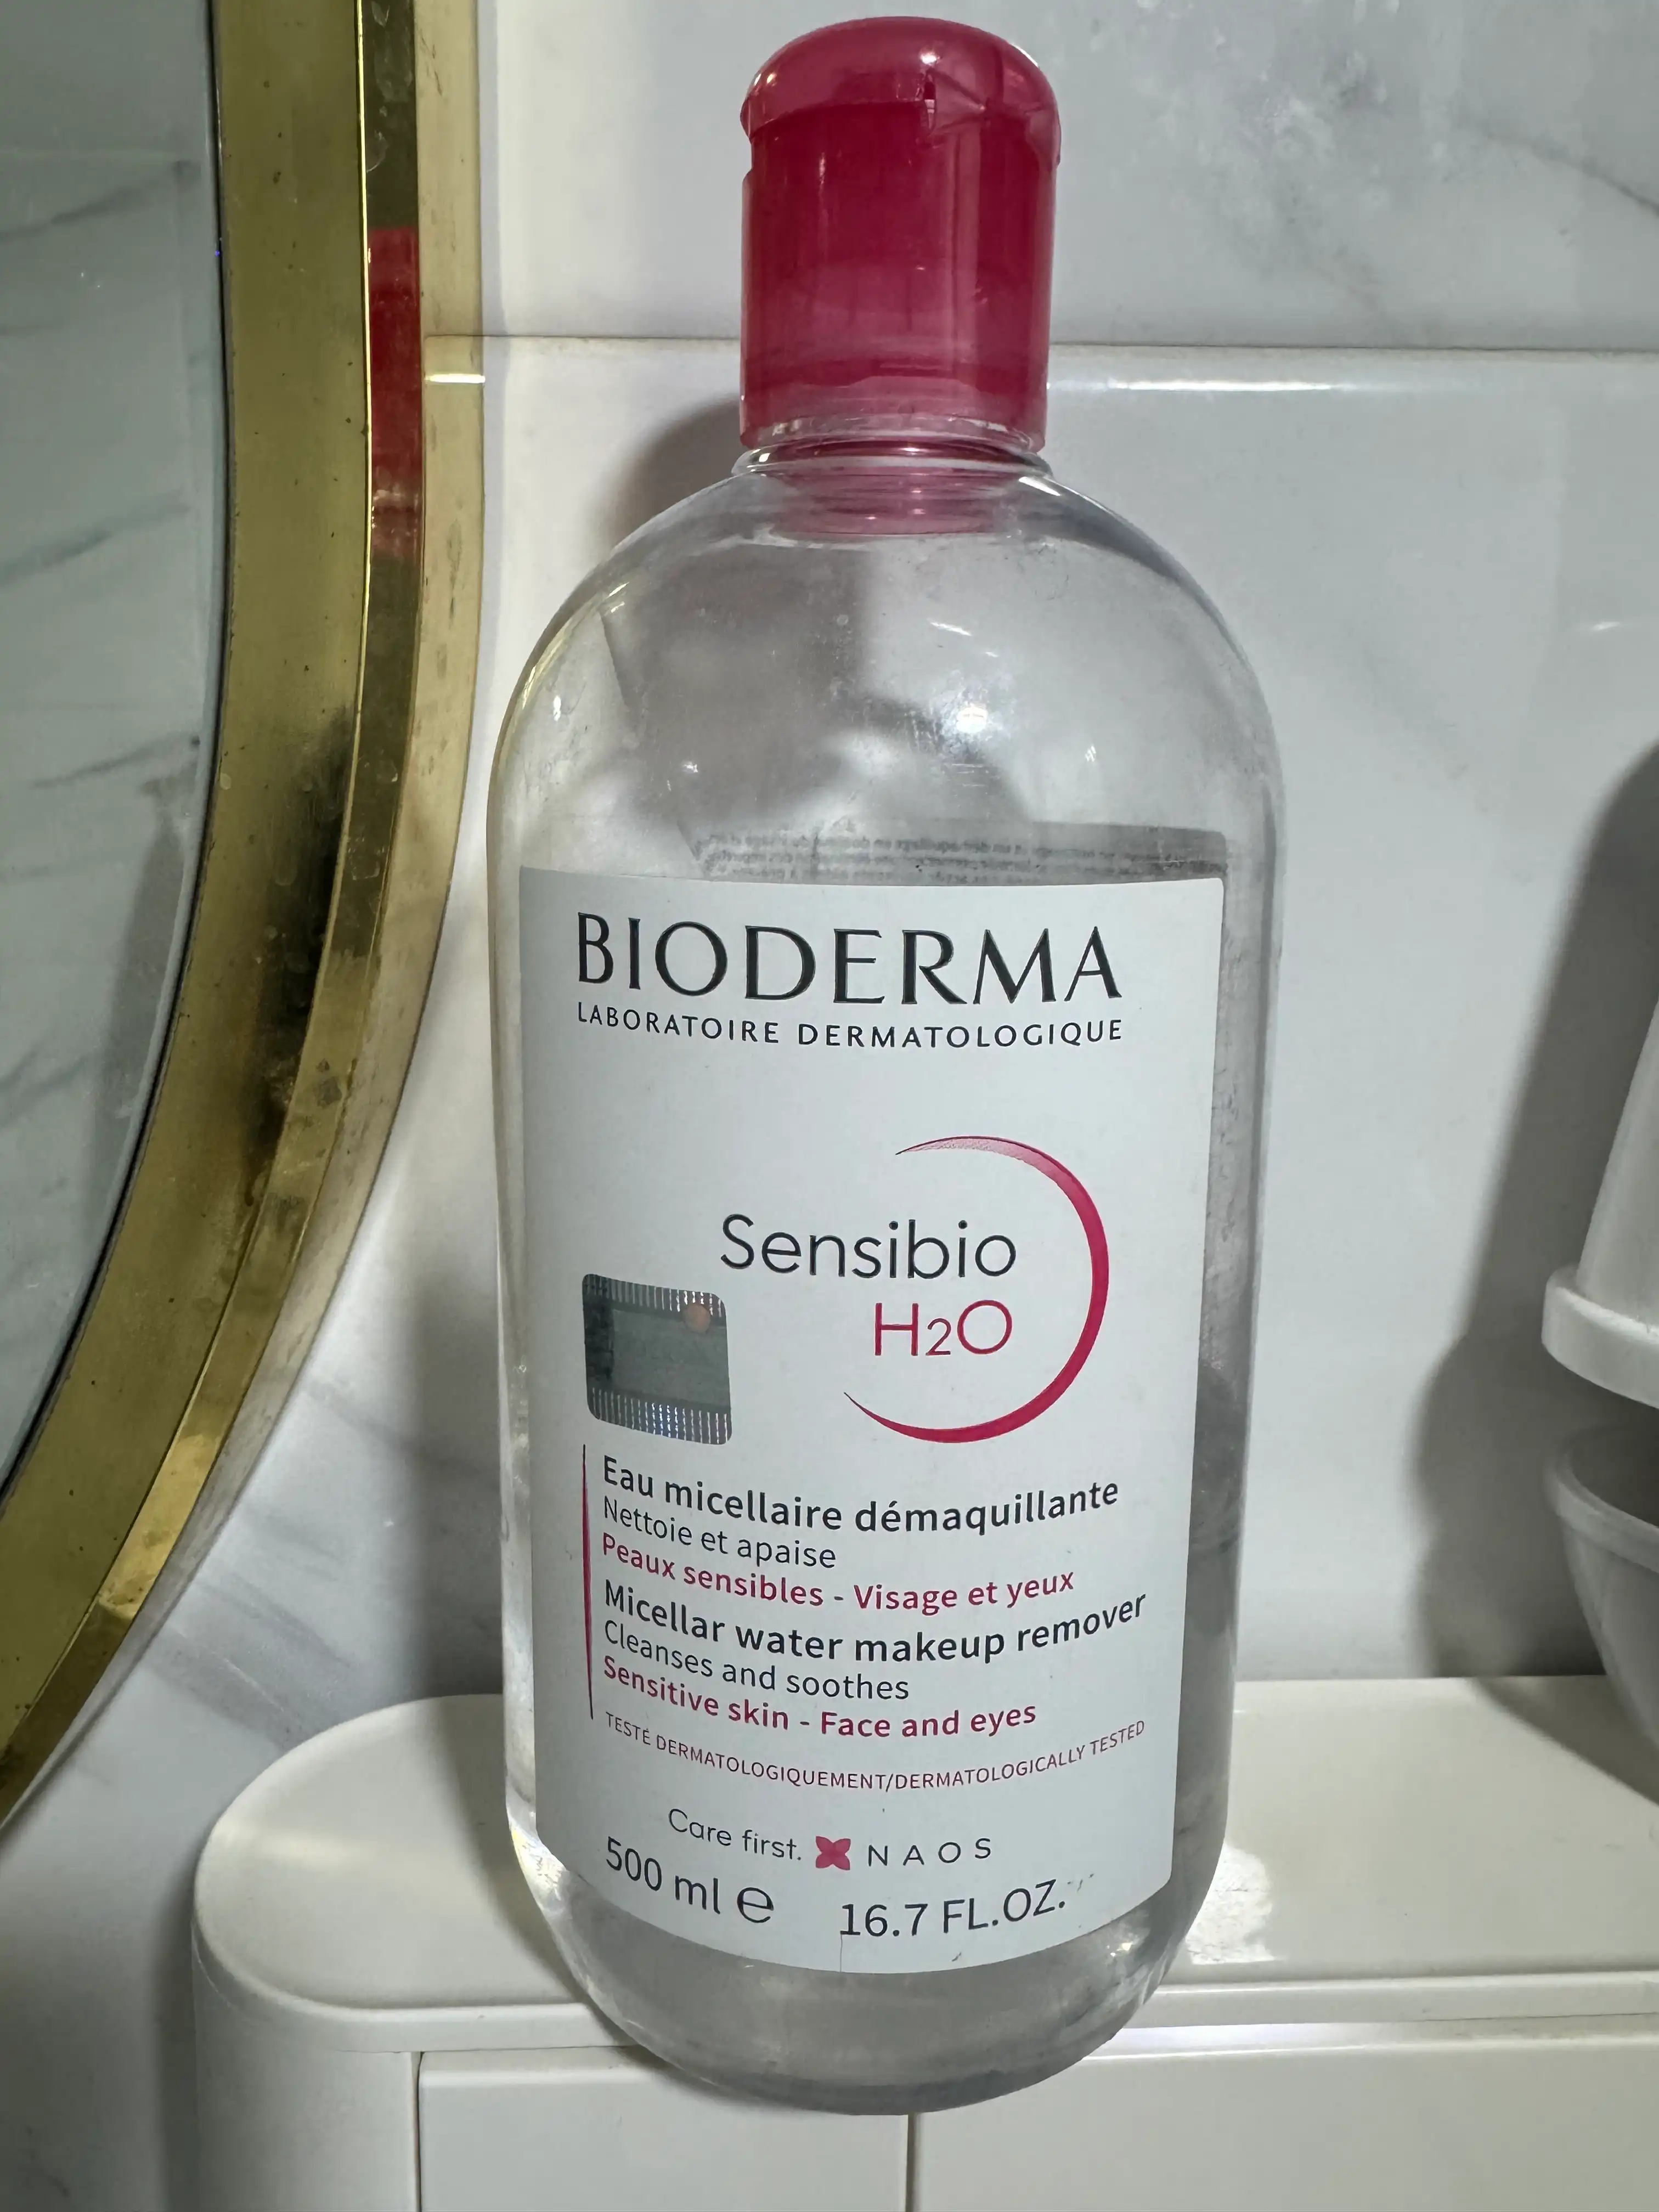 BIODERMA
LABORATOIRE DERMATOLOGIQUE
Sensibio
H2O
Eau micellaire démaquillante
Nettoie et apaise
Peaux sensibles - Visage et yeux
Micellar water makeup remover
Cleanses and soothes
Sensitive skin - Face and eyes
TESTÉ DERMATOLOGIQUEMENT/DERMATOLOGICALLY TESTED
Care first. NAOS
500 ml e 16.7 FL.OZ.